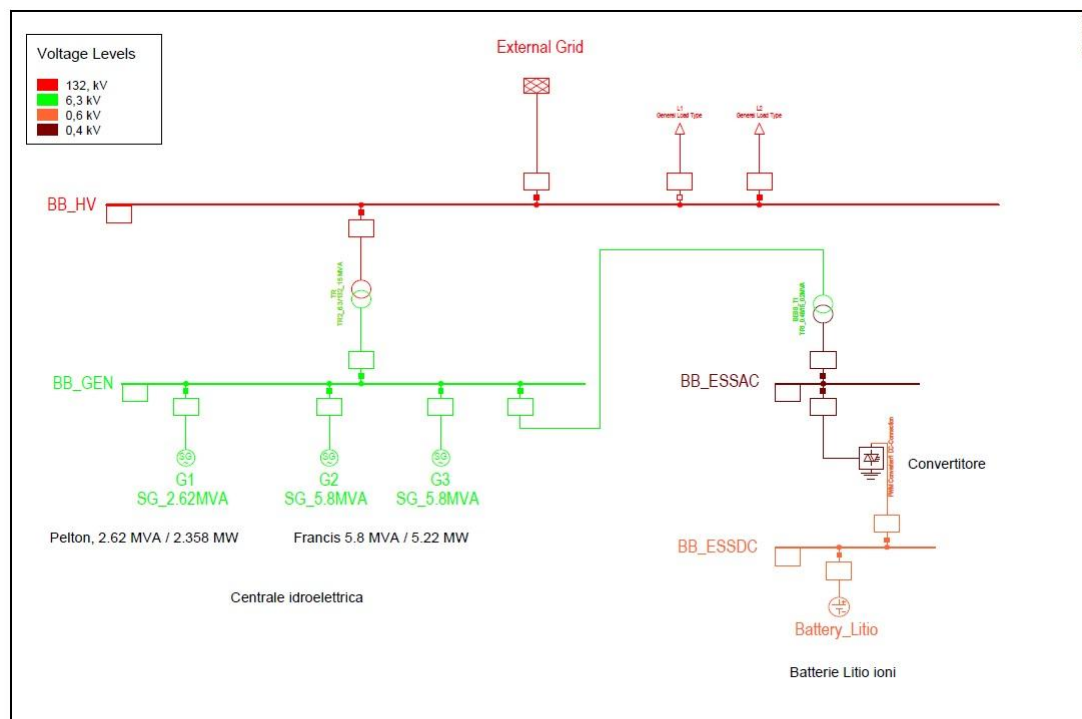 Voltage Levels
132, kV
6,3 kV
0,6 kV
0,4 kV
External Grid
L1
General Load Type
L2
General Load Type
BB_HV
BB_GEN
BB_ESSAC
G1
SG_2.62MVA
G2
SG_5.8MVA
G3
SG_5.8MVA
Convertitore
Pelton, 2.62 MVA / 2.358 MW
Francis 5.8 MVA / 5.22 MW
BB_ESSDC
Centrale idroelettrica
Battery_Litio
Batterie Litio ioni